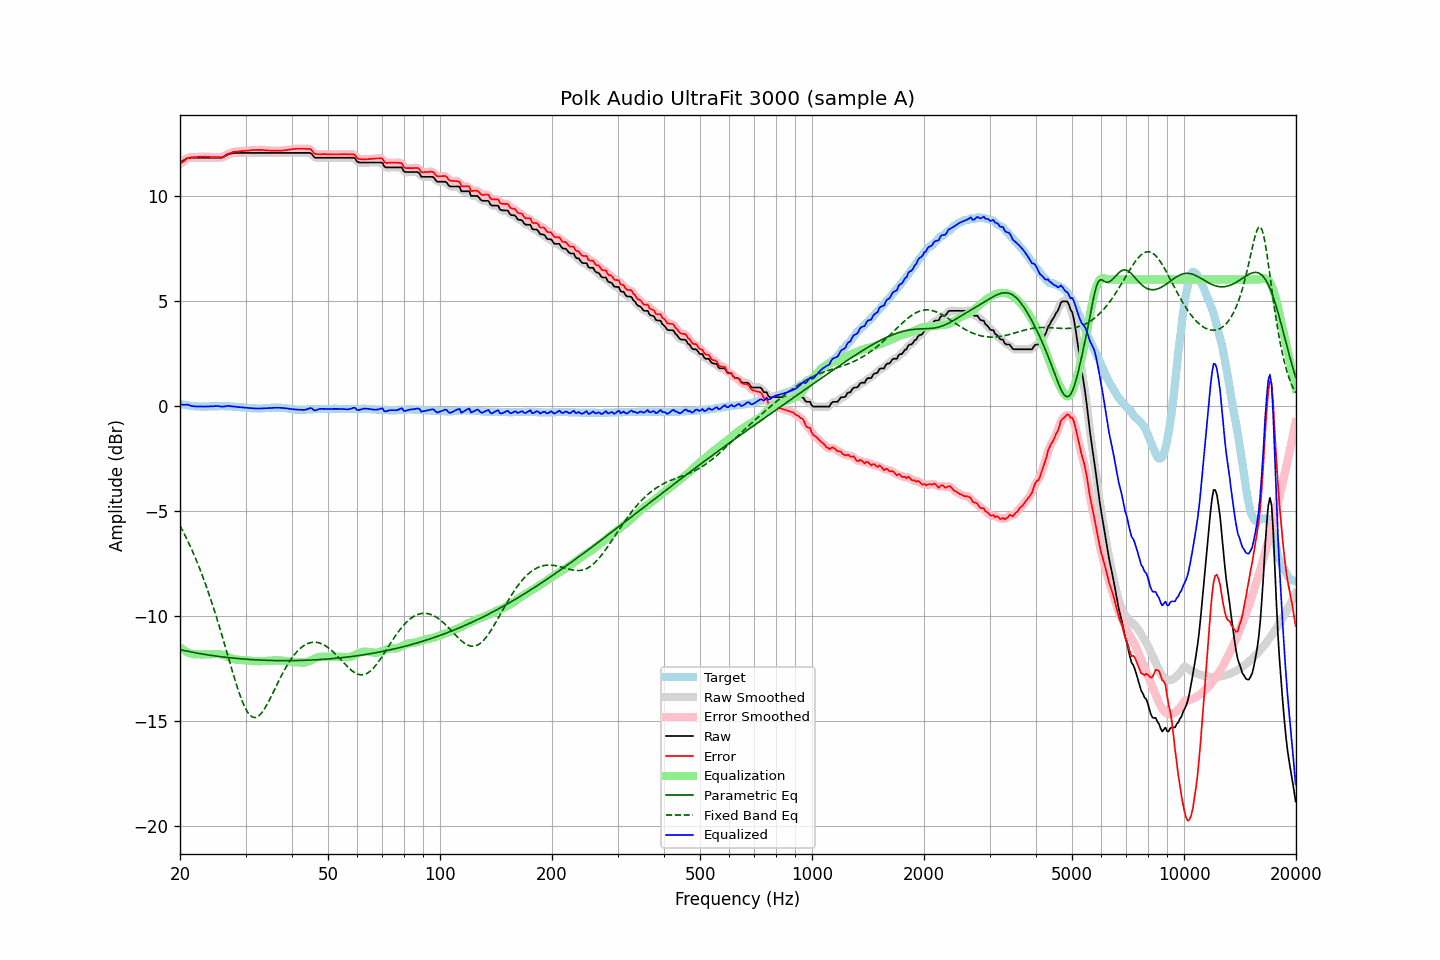 Polk Audio UltraFit 3000 (sample A)
Amplitude (dBr)
10
5
0
−5
−10
−15
−20
Target
Raw Smoothed
Error Smoothed
Raw
Error
Equalization
Parametric Eq
Fixed Band Eq
Equalized
20 50 100 200 500 1000 2000 5000 10000 20000
Frequency (Hz)